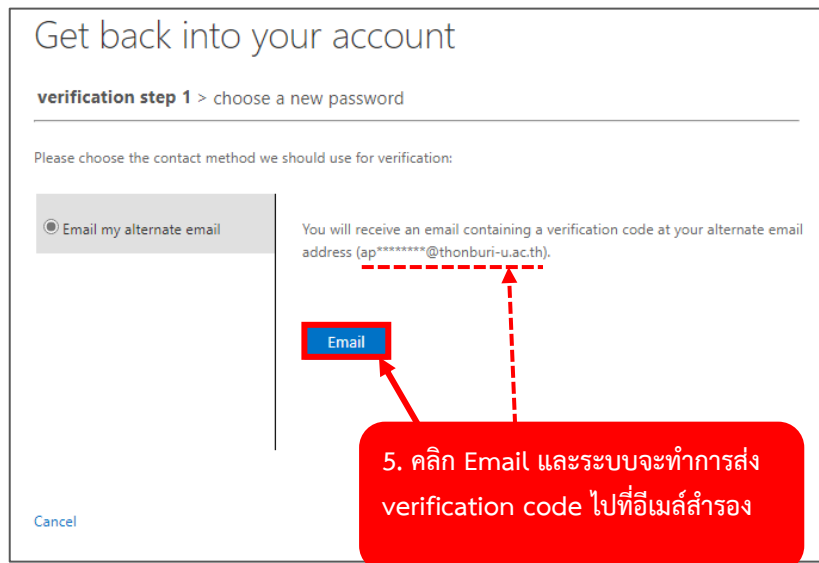 Get back into your account
verification step 1 > choose a new password
Please choose the contact method we should use for verification:
Email my alternate email
You will receive an email containing a verification code at your alternate email
address (ap********@thonburi-u.ac.th).
Email
5. คลิก Email และระบบจะทำการส่ง
verification code ไปที่อีเมล์สำรอง
Cancel